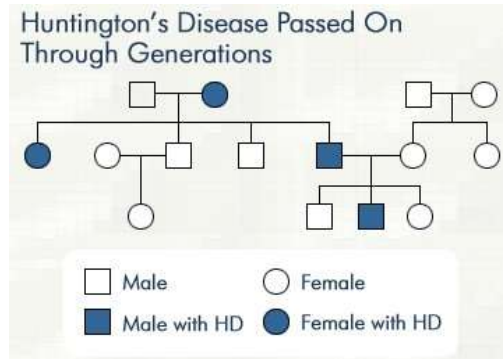 Huntington's Disease Passed On
Through Generations
Male
Female
Male with HD
Female with HD